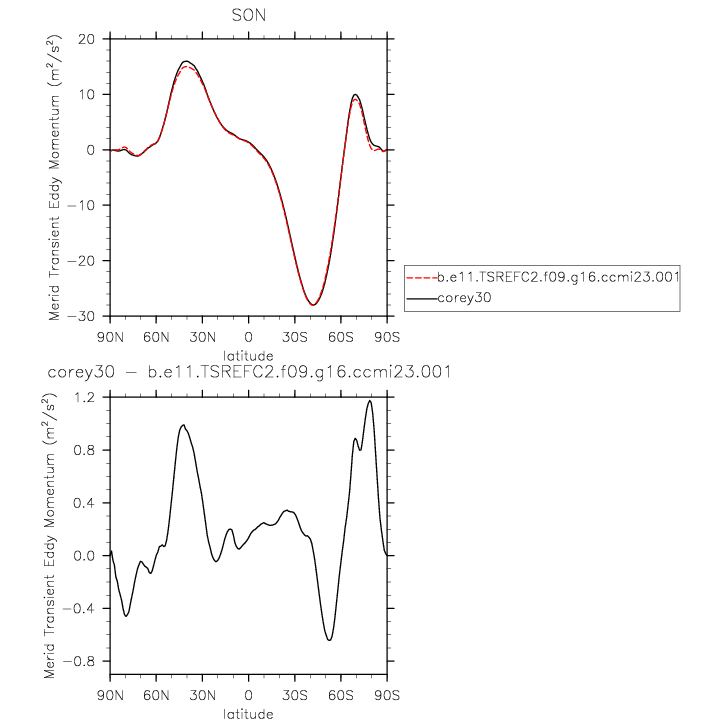 SON
Merid Transient Eddy Momentum (m²/s²)
20
10
0
−10
−20
−30
90N 60N 30N 0 30S 60S 90S
latitude
b.e11.TSREFC2.f09.g16.ccmi23.001
corey30
corey30 − b.e11.TSREFC2.f09.g16.ccmi23.001
Merid Transient Eddy Momentum (m²/s²)
1.2
0.8
0.4
0.0
−0.4
−0.8
90N 60N 30N 0 30S 60S 90S
latitude